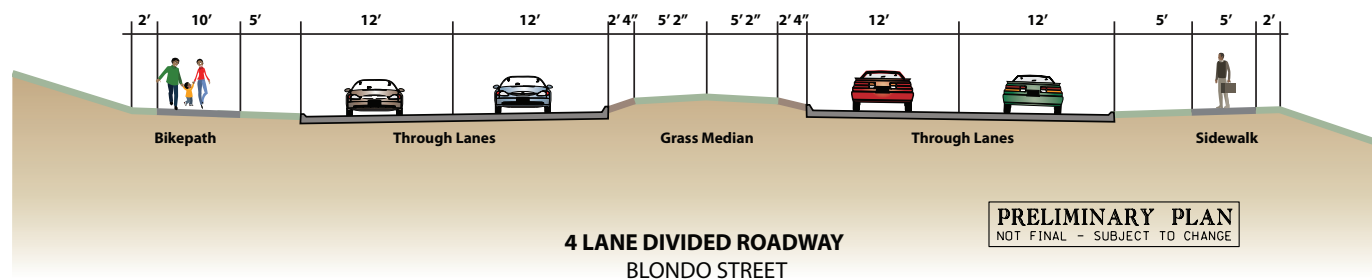 2’ 10’ 5’ 12’ 12’ 2’ 4” 5’ 2” 5’ 2” 2’ 4” 12’ 12’ 5’ 5’ 2’
Bikepath Through Lanes Grass Median Through Lanes Sidewalk
PRELIMINARY PLAN
NOT FINAL - SUBJECT TO CHANGE
4 LANE DIVIDED ROADWAY
BLONDO STREET